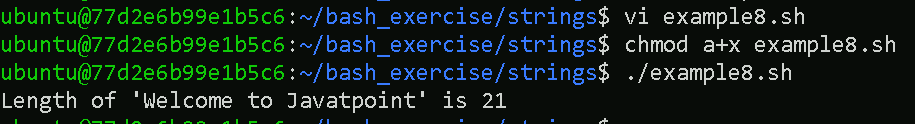 ubuntu@77d2e6b99e1b5c6:~/bash_exercise/strings$ vi example8.sh
ubuntu@77d2e6b99e1b5c6:~/bash_exercise/strings$ chmod a+x example8.sh
ubuntu@77d2e6b99e1b5c6:~/bash_exercise/strings$ ./example8.sh
Length of 'Welcome to Javatpoint' is 21